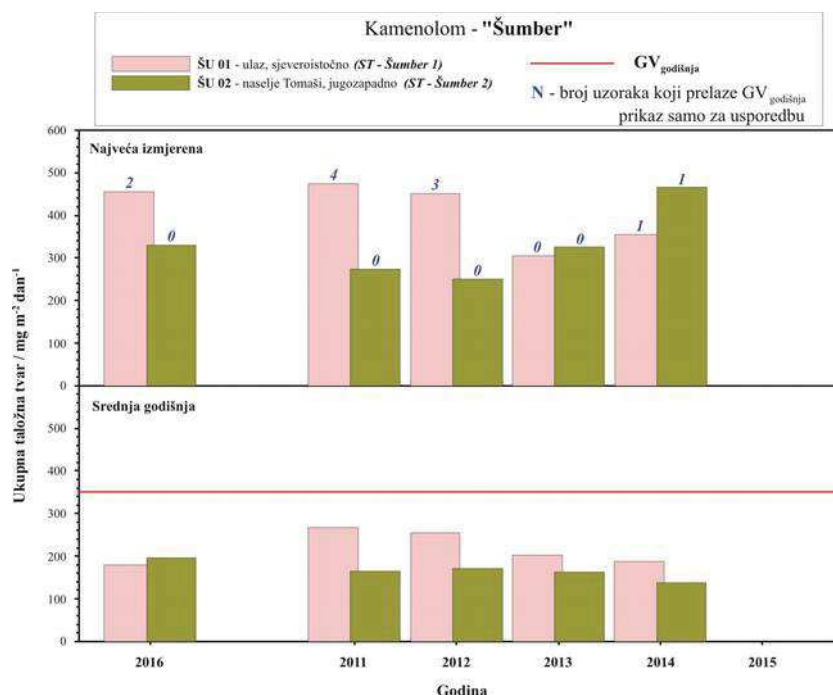 Kamenolom - "Šumber"
ŠU 01 - ulaz, sjeveroistočno (ST - Šumber 1)
ŠU 02 - naselje Tomaši, jugozapadno (ST - Šumber 2)
GVgodišnja
N - broj uzoraka koji prelaze GVgodišnja
prikaz samo za usporedbu
Ukupna taložna tvar / mg m⁻² dan⁻¹
600
Najveća izmjerena
500
400
300
200
100
0
2
0
4
0
3
0
0
0
1
1
Srednja godišnja
500
400
300
200
100
0
2016
2011
2012
2013
2014
2015
Godina